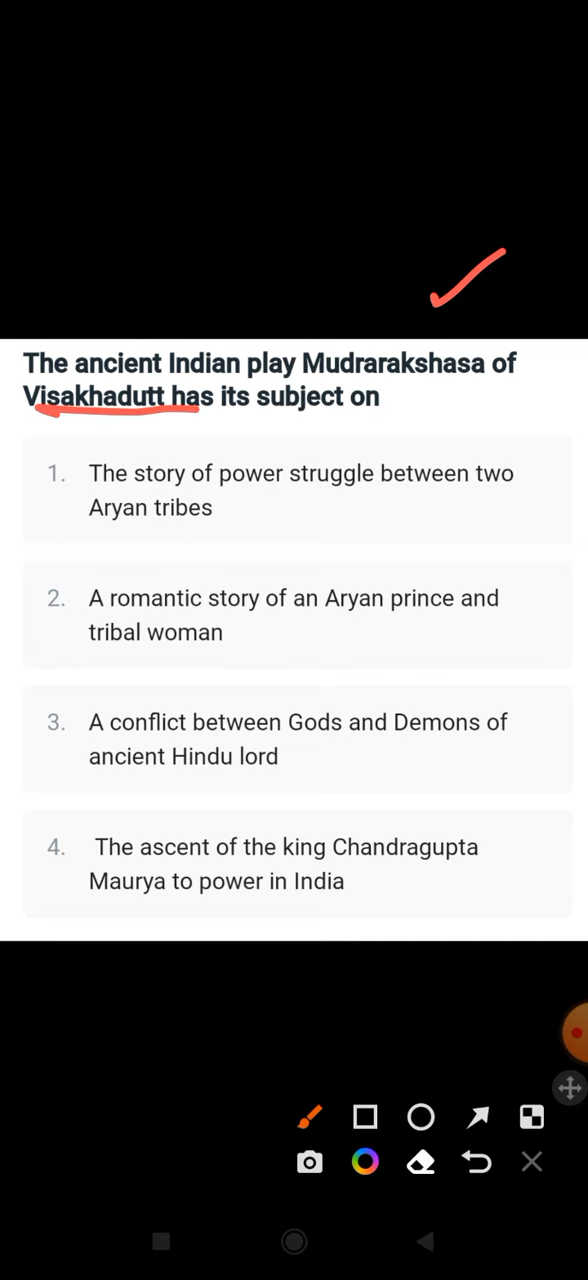 The ancient Indian play Mudrarakshasa of
Visakhadutt has its subject on
1. The story of power struggle between two
Aryan tribes
2. A romantic story of an Aryan prince and
tribal woman
3. A conflict between Gods and Demons of
ancient Hindu lord
4. The ascent of the king Chandragupta
Maurya to power in India